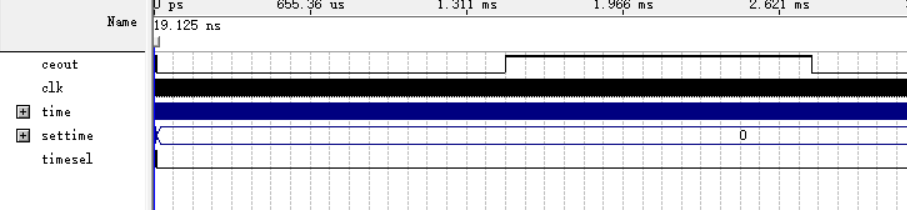 0 ps 655.36 us 1.311 ms 1.966 ms 2.621 ms
Name
19.125 ns
ceout
clk
time
settime 0
timesel